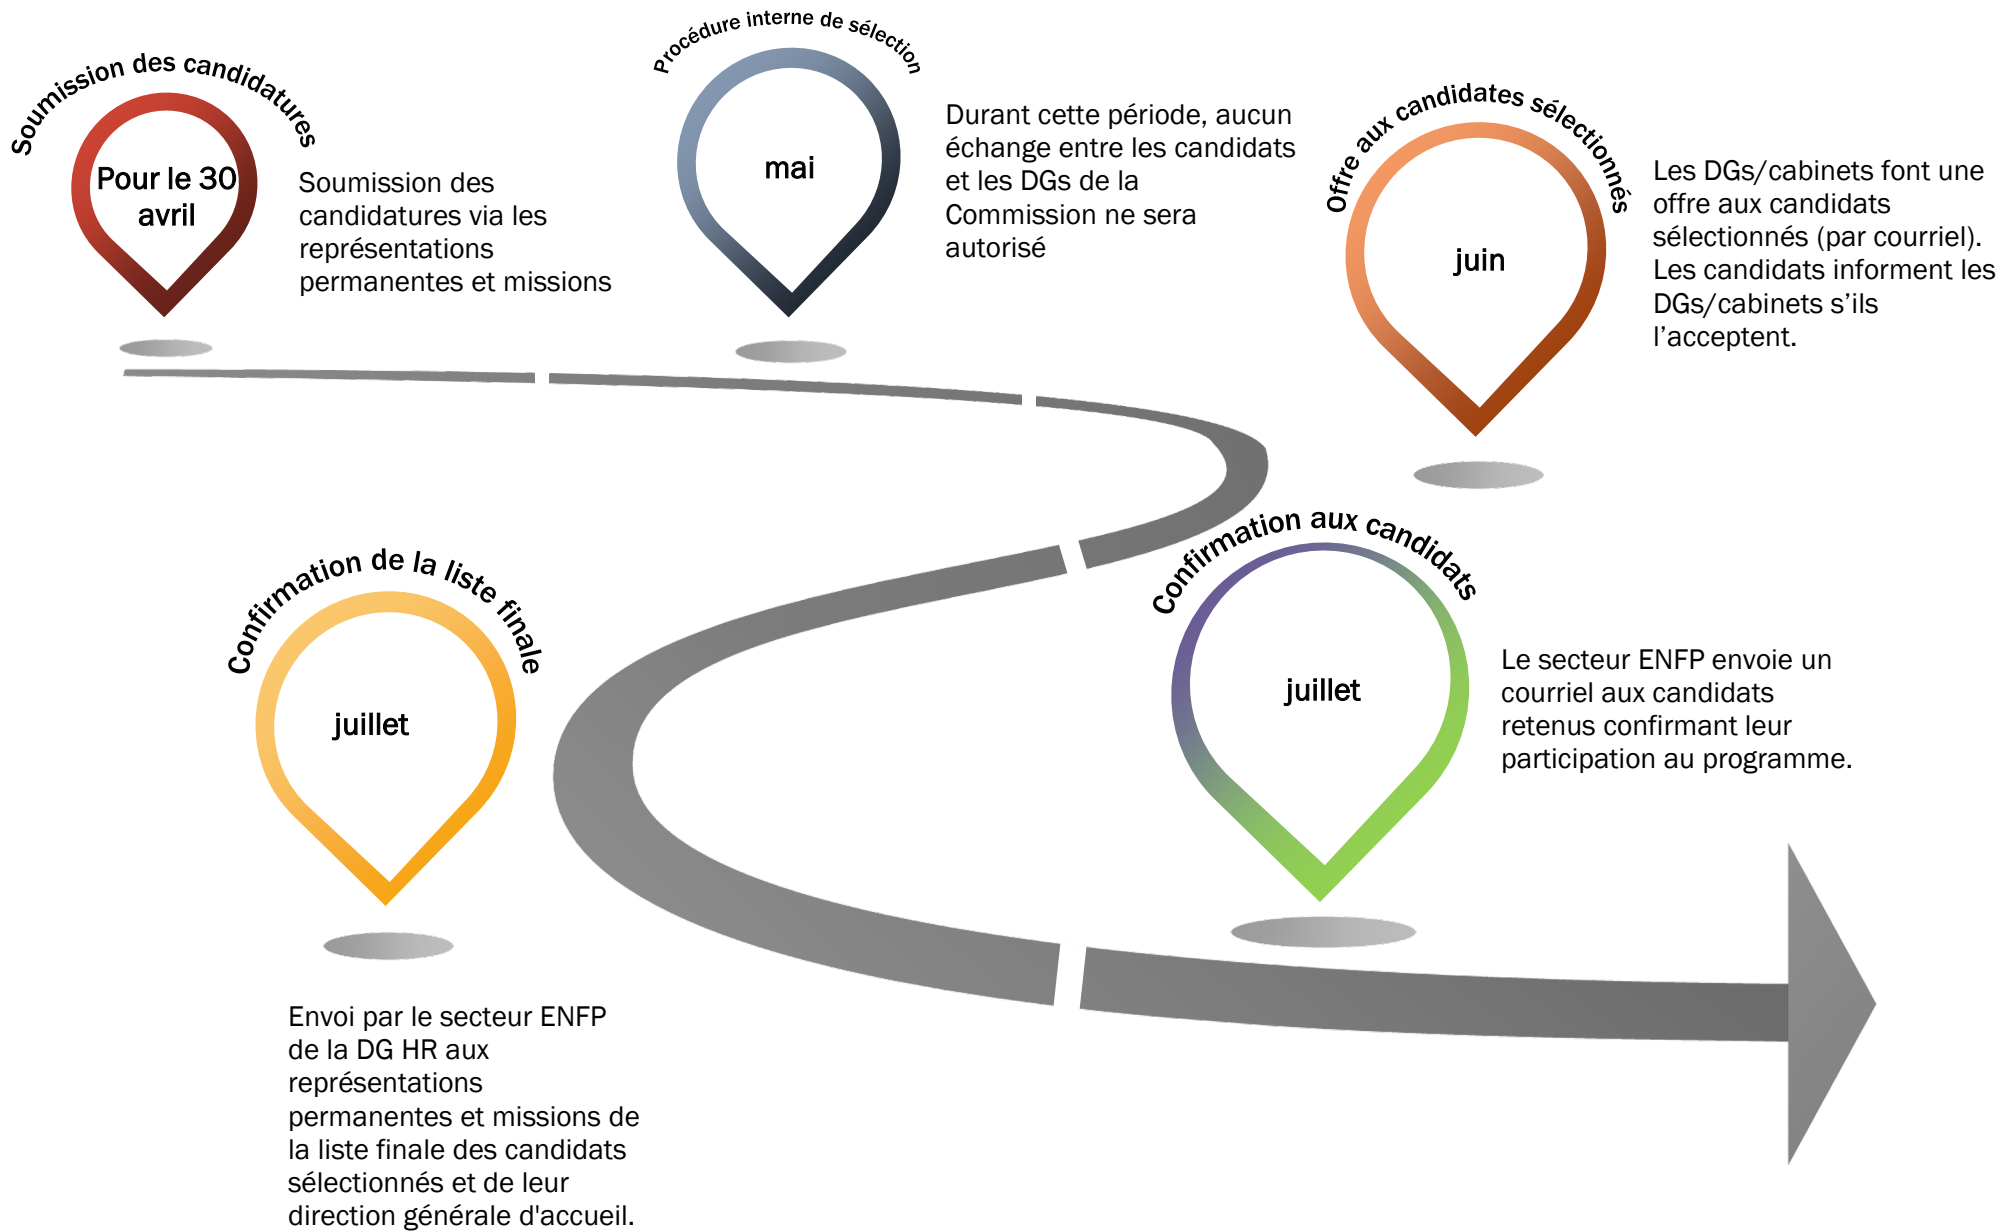 Soumission des candidatures
Pour le 30
avril
Soumission des
candidatures via les
représentations
permanentes et missions
Procédure interne de sélection
mai
Durant cette période, aucun
échange entre les candidats
et les DGs de la
Commission ne sera
autorisé
Offre aux candidates sélectionnés
juin
Les DGs/cabinets font une
offre aux candidats
sélectionnés (par courriel).
Les candidats informent les
DGs/cabinets s’ils
l’acceptent.
Confirmation de la liste finale
juillet
Envoi par le secteur ENFP
de la DG HR aux
représentations
permanentes et missions de
la liste finale des candidats
sélectionnés et de leur
direction générale d'accueil.
Confirmation aux candidats
juillet
Le secteur ENFP envoie un
courriel aux candidats
retenus confirmant leur
participation au programme.